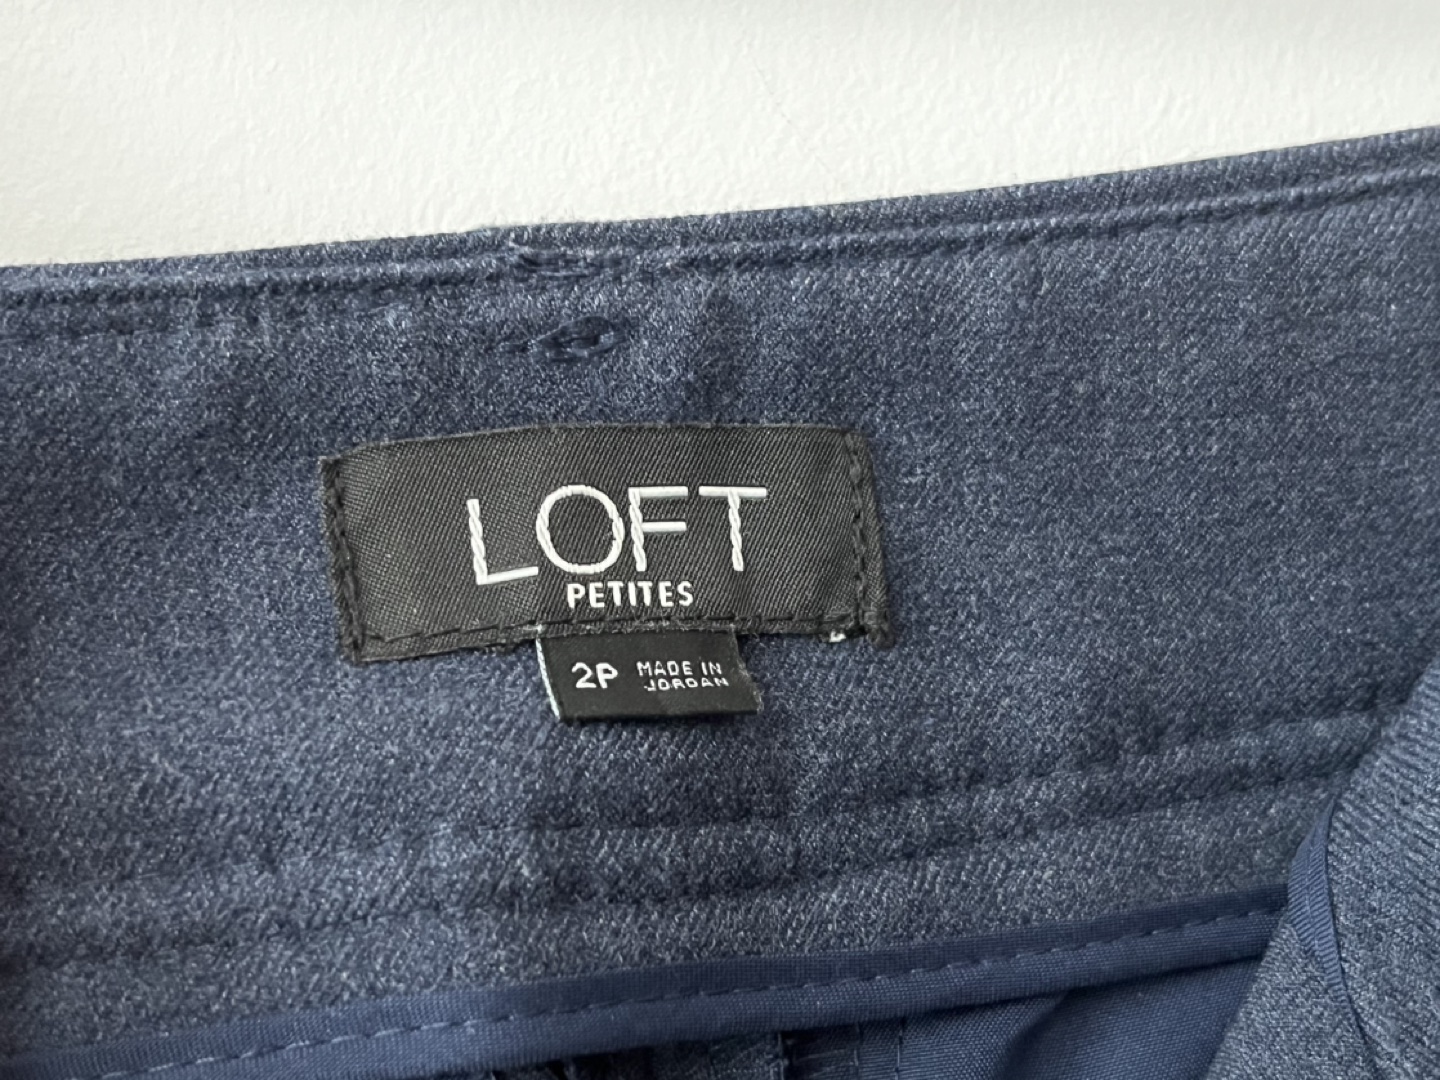 LOFT
PETITES
2P MADE IN
JORDAN